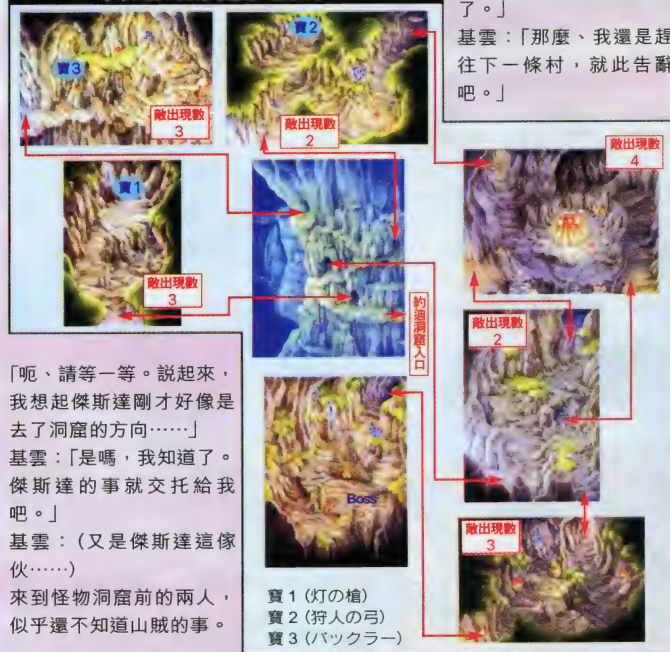 了。」
基雲：「那麼、我還是趕
往下一條村，就此告辭
吧。」
寶3
敵出現數
3
寶2
敵出現數
2
敵出現數
4
寶1
敵出現數
3
約迪洞窟入口
敵出現數
2
Boss
敵出現數
3
「呃、請等一等。説起來，
我想起傑斯達剛才好像是
去了洞窟的方向……」
基雲：「是嗎，我知道了。
傑斯達的事就交托給我
吧。」
基雲：（又是傑斯達這傢
伙……）
來到怪物洞窟前的兩人，
似乎還不知道山賊的事。
寶 1 (灯の槍)
寶 2 (狩人の弓)
寶 3 (バックラー)